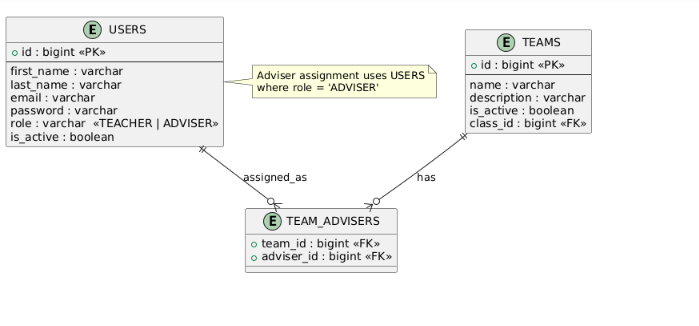 E USERS
id : bigint «PK»
first_name : varchar
last_name : varchar
email : varchar
password : varchar
role : varchar «TEACHER | ADVISER»
is_active : boolean
Adviser assignment uses USERS
where role = 'ADVISER'
E TEAMS
id : bigint «PK»
name : varchar
description : varchar
is_active : boolean
class_id : bigint «FK»
assigned_as
has
E TEAM_ADVISERS
team_id : bigint «FK»
adviser_id : bigint «FK»